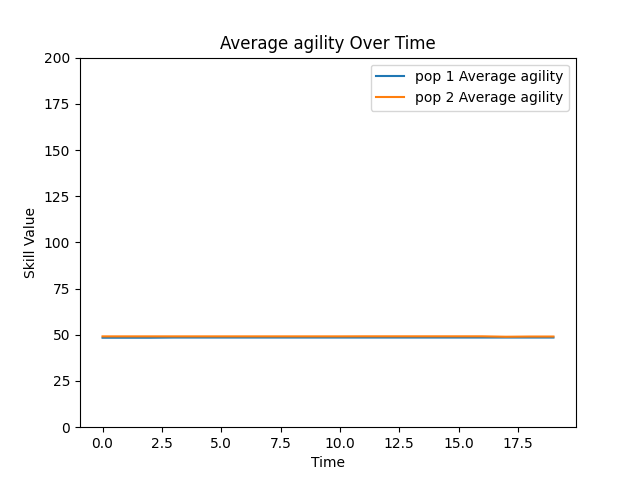 Average agility Over Time
pop 1 Average agility
pop 2 Average agility
Skill Value
200
175
150
125
100
75
50
25
0
0.0 2.5 5.0 7.5 10.0 12.5 15.0 17.5
Time